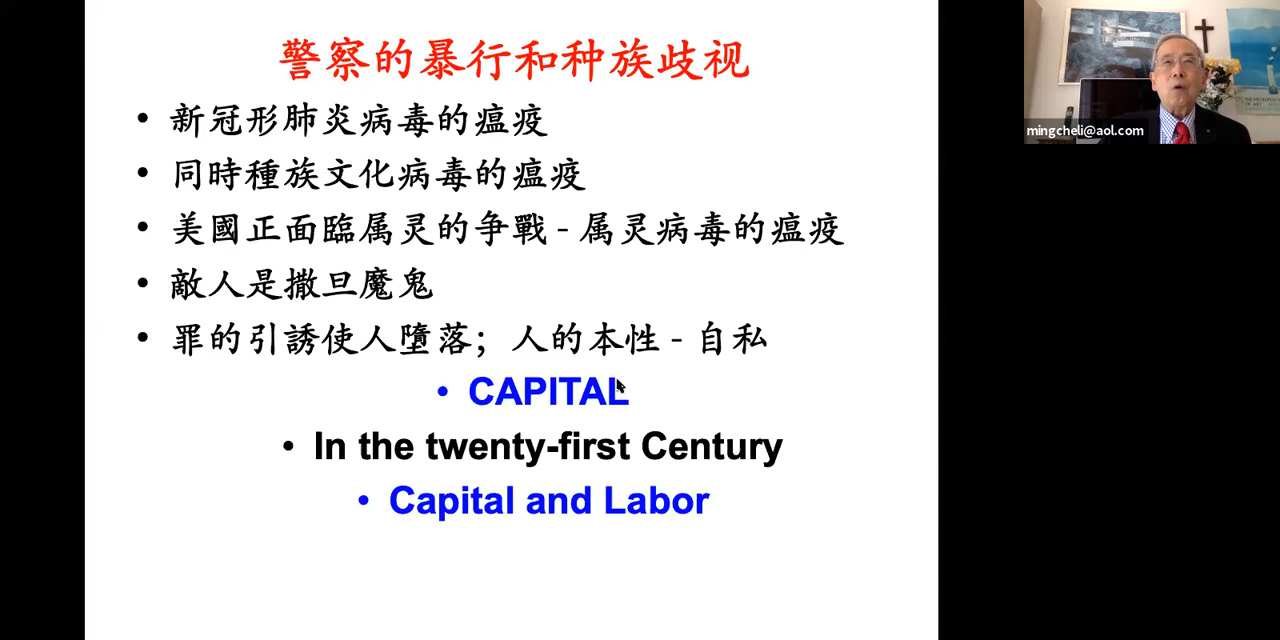 警察的暴行和种族歧视
• 新冠形肺炎病毒的瘟疫
• 同時種族文化病毒的瘟疫
• 美國正面臨属灵的争戰 - 属灵病毒的瘟疫
• 敵人是撒旦魔鬼
• 罪的引誘使人墮落；人的本性 - 自私
• CAPITAL
• In the twenty-first Century
• Capital and Labor
mingcheli@aol.com